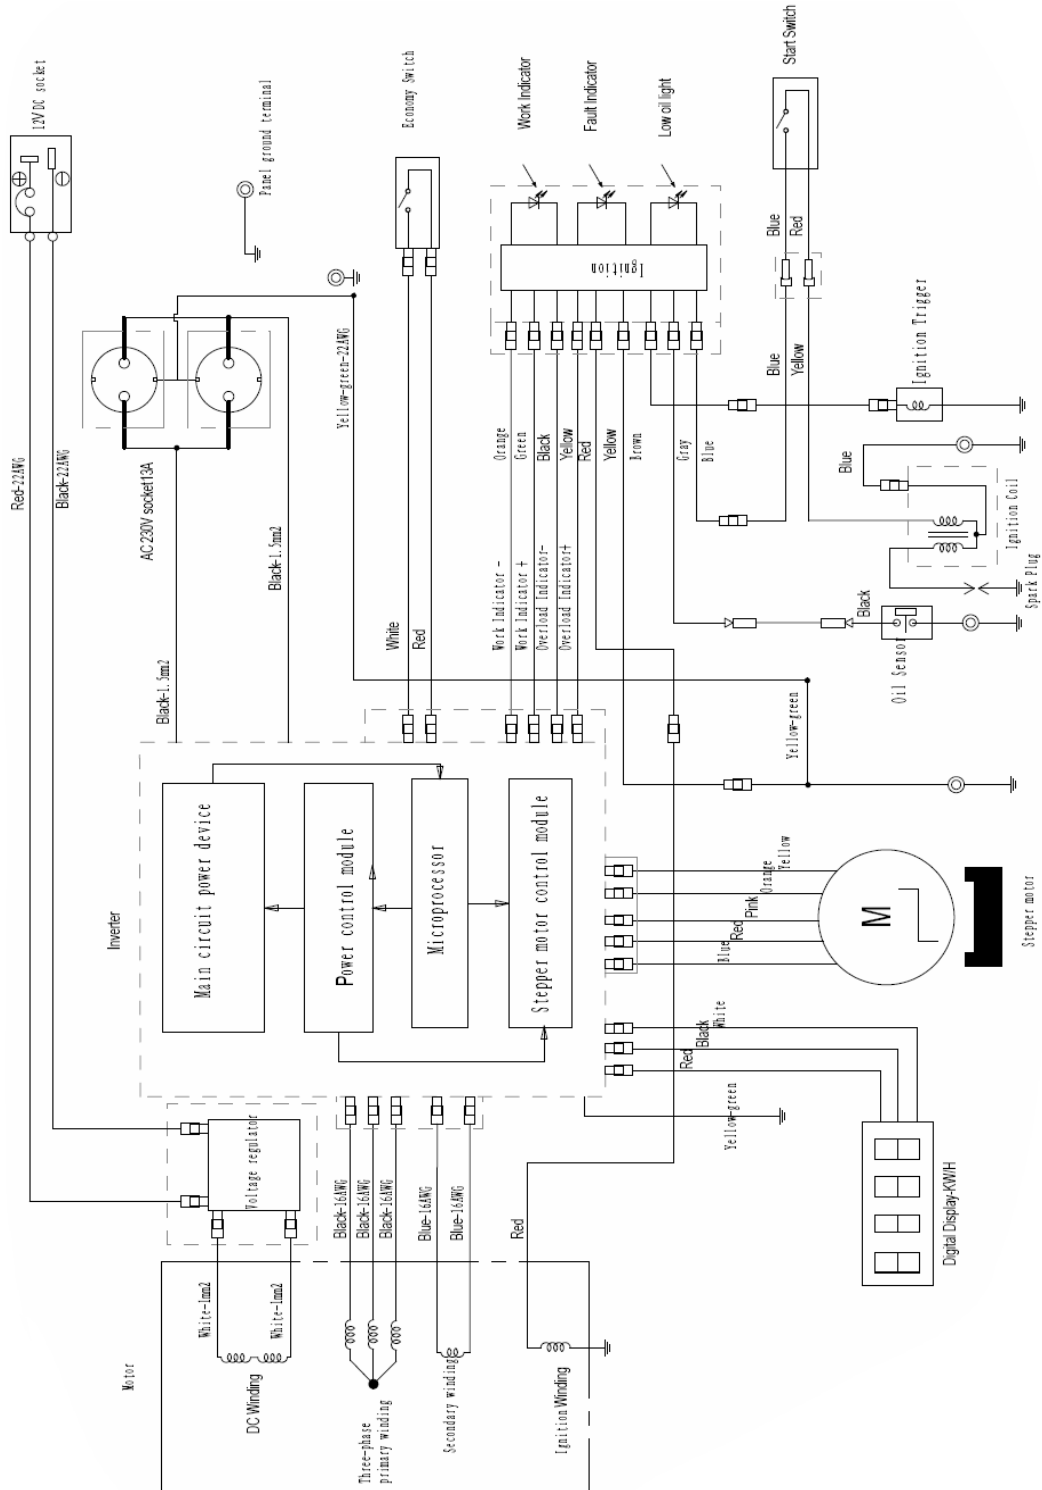 12V DC socket
Red-22AWG
Black-22AWG
Panel ground terminal
AC 230V socket13A
Yellow-green-22AWG
Black-1.5mm2
Black-1.5mm2
Economy Switch
White
Red
Work Indicator
Fault Indicator
Low oil light
Ignition
Orange
Green
Black
Yellow
Red
Yellow
Brown
Gray
Blue
Work Indicator -
Work Indicator +
Overload Indicator-
Overload Indicator+
Start Switch
Blue
Red
Blue
Yellow
Ignition Trigger
Blue
Ignition Coil
Spark Plug
Black
Oil Sensor
Yellow-green
Inverter
Main circuit power device
Power control module
Microprocessor
Stepper motor control module
Yellow
Orange
Pink
Red
Blue
M
Stepper motor
White
Black
Red
Yellow-green
Digital Display-KW/H
Voltage regulator
Black-16AWG
Black-16AWG
Black-16AWG
Blue-16AWG
Blue-16AWG
Red
White-1mm2
White-1mm2
Motor
DC Winding
Three-phase
primary winding
Secondary winding
Ignition Winding